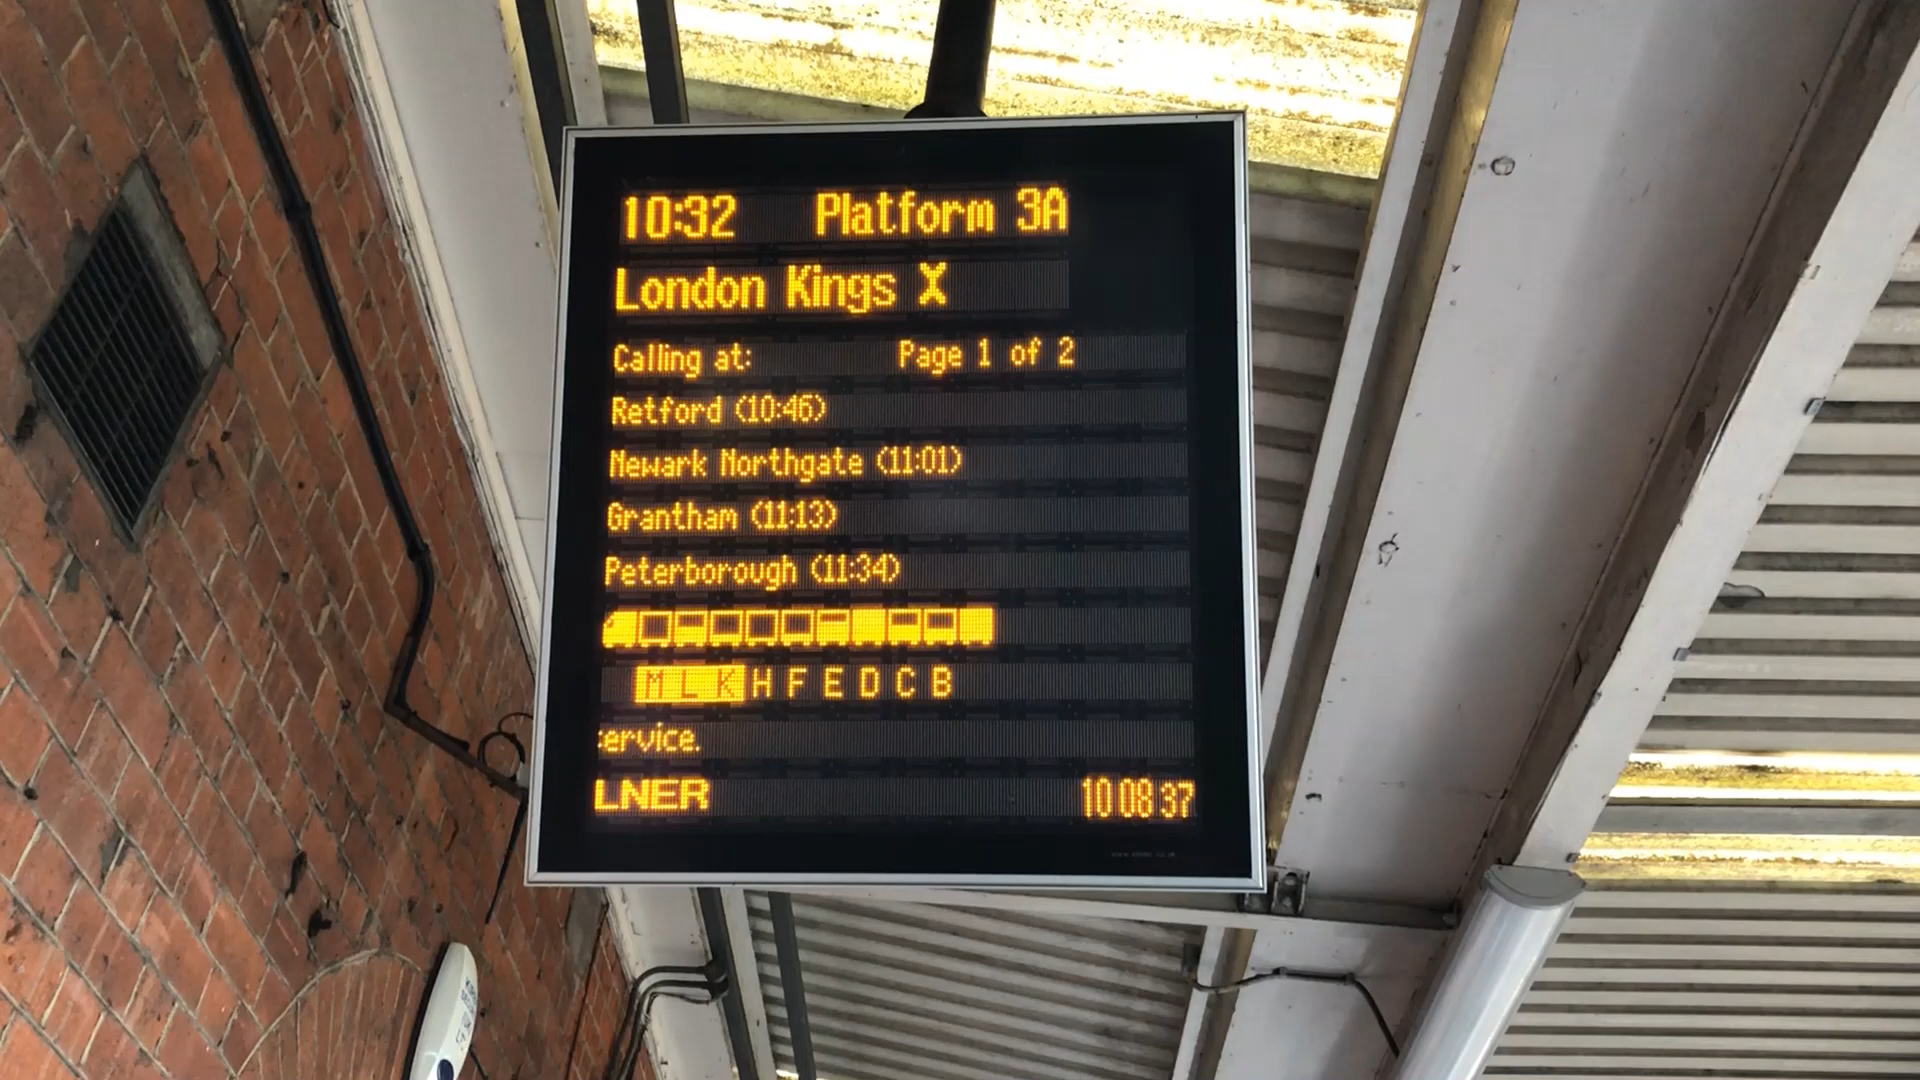 10:32 Platform 3A
London Kings X
Calling at: Page 1 of 2
Retford (10:46)
Newark Northgate (11:01)
Grantham (11:13)
Peterborough (11:34)
M L K H F E D C B
ervice.
LNER 10 08 37